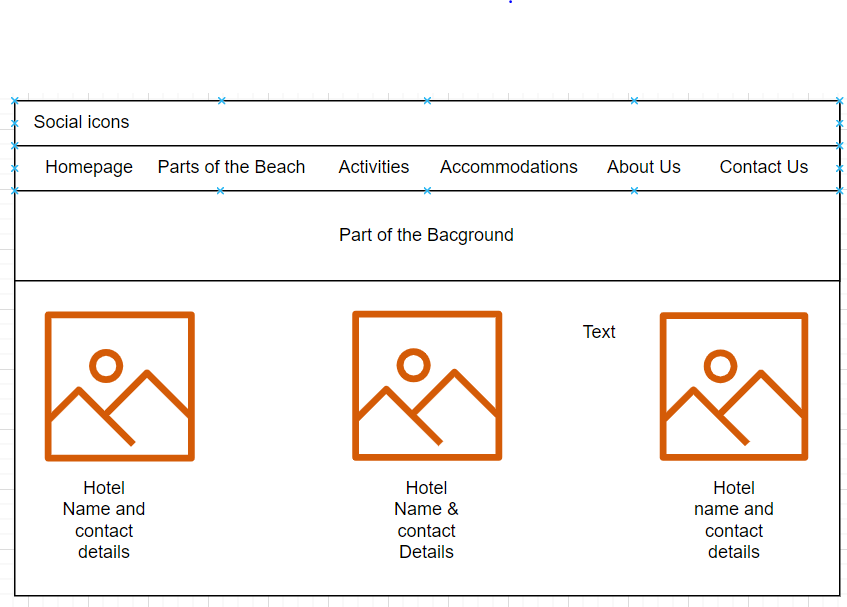 Social icons
Homepage Parts of the Beach Activities Accommodations About Us Contact Us
Part of the Bacground
Text
Hotel
Name and
contact
details
Hotel
Name &
contact
Details
Hotel
name and
contact
details